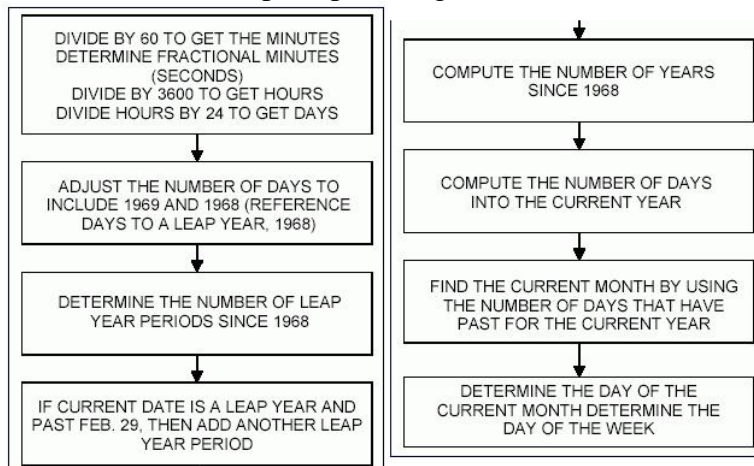 DIVIDE BY 60 TO GET THE MINUTES
DETERMINE FRACTIONAL MINUTES
(SECONDS)
DIVIDE BY 3600 TO GET HOURS
DIVIDE HOURS BY 24 TO GET DAYS
ADJUST THE NUMBER OF DAYS TO
INCLUDE 1969 AND 1968 (REFERENCE
DAYS TO A LEAP YEAR, 1968)
DETERMINE THE NUMBER OF LEAP
YEAR PERIODS SINCE 1968
IF CURRENT DATE IS A LEAP YEAR AND
PAST FEB. 29, THEN ADD ANOTHER LEAP
YEAR PERIOD
COMPUTE THE NUMBER OF YEARS
SINCE 1968
COMPUTE THE NUMBER OF DAYS
INTO THE CURRENT YEAR
FIND THE CURRENT MONTH BY USING
THE NUMBER OF DAYS THAT HAVE
PAST FOR THE CURRENT YEAR
DETERMINE THE DAY OF THE
CURRENT MONTH DETERMINE THE
DAY OF THE WEEK